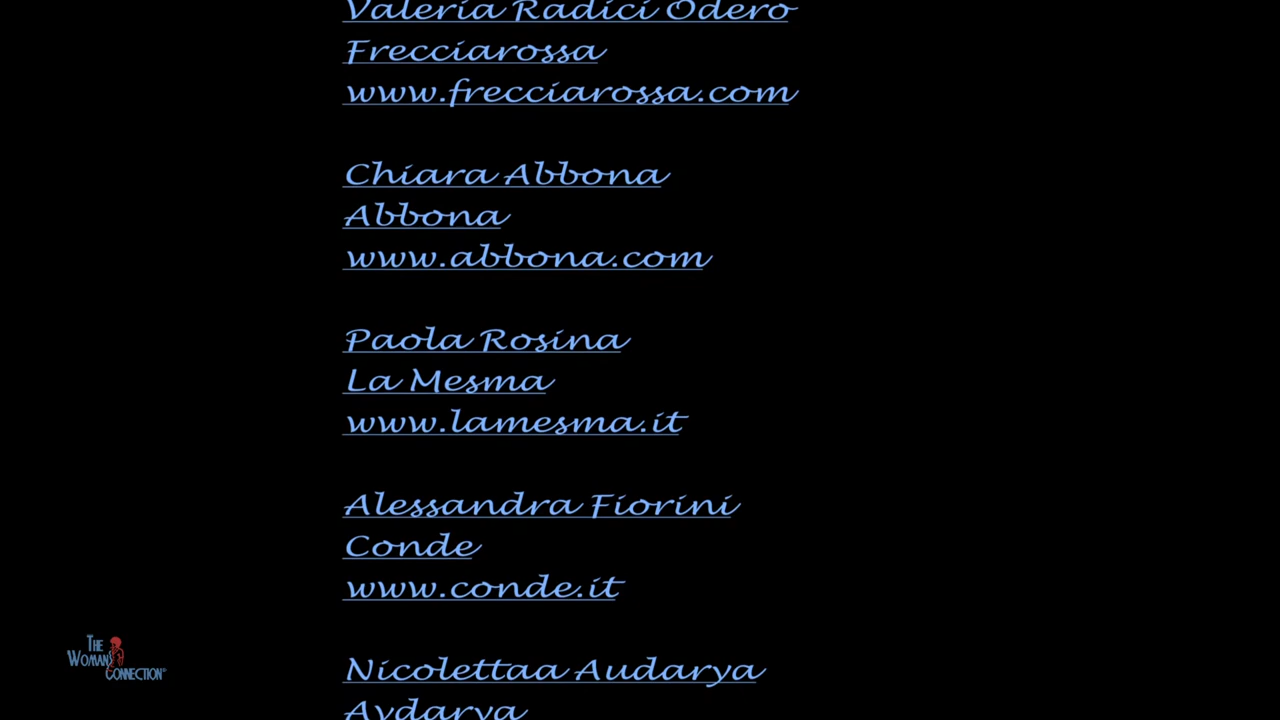 Valeria Radici Odero
Frecciarossa
www.frecciarossa.com
Chiara Abbona
Abbona
www.abbona.com
Paola Rosina
La Mesma
www.lamesma.it
Alessandra Fiorini
Conde
www.conde.it
Nicolettaa Audarya
Avdarya
THE
WOMAN'S
CONNECTION